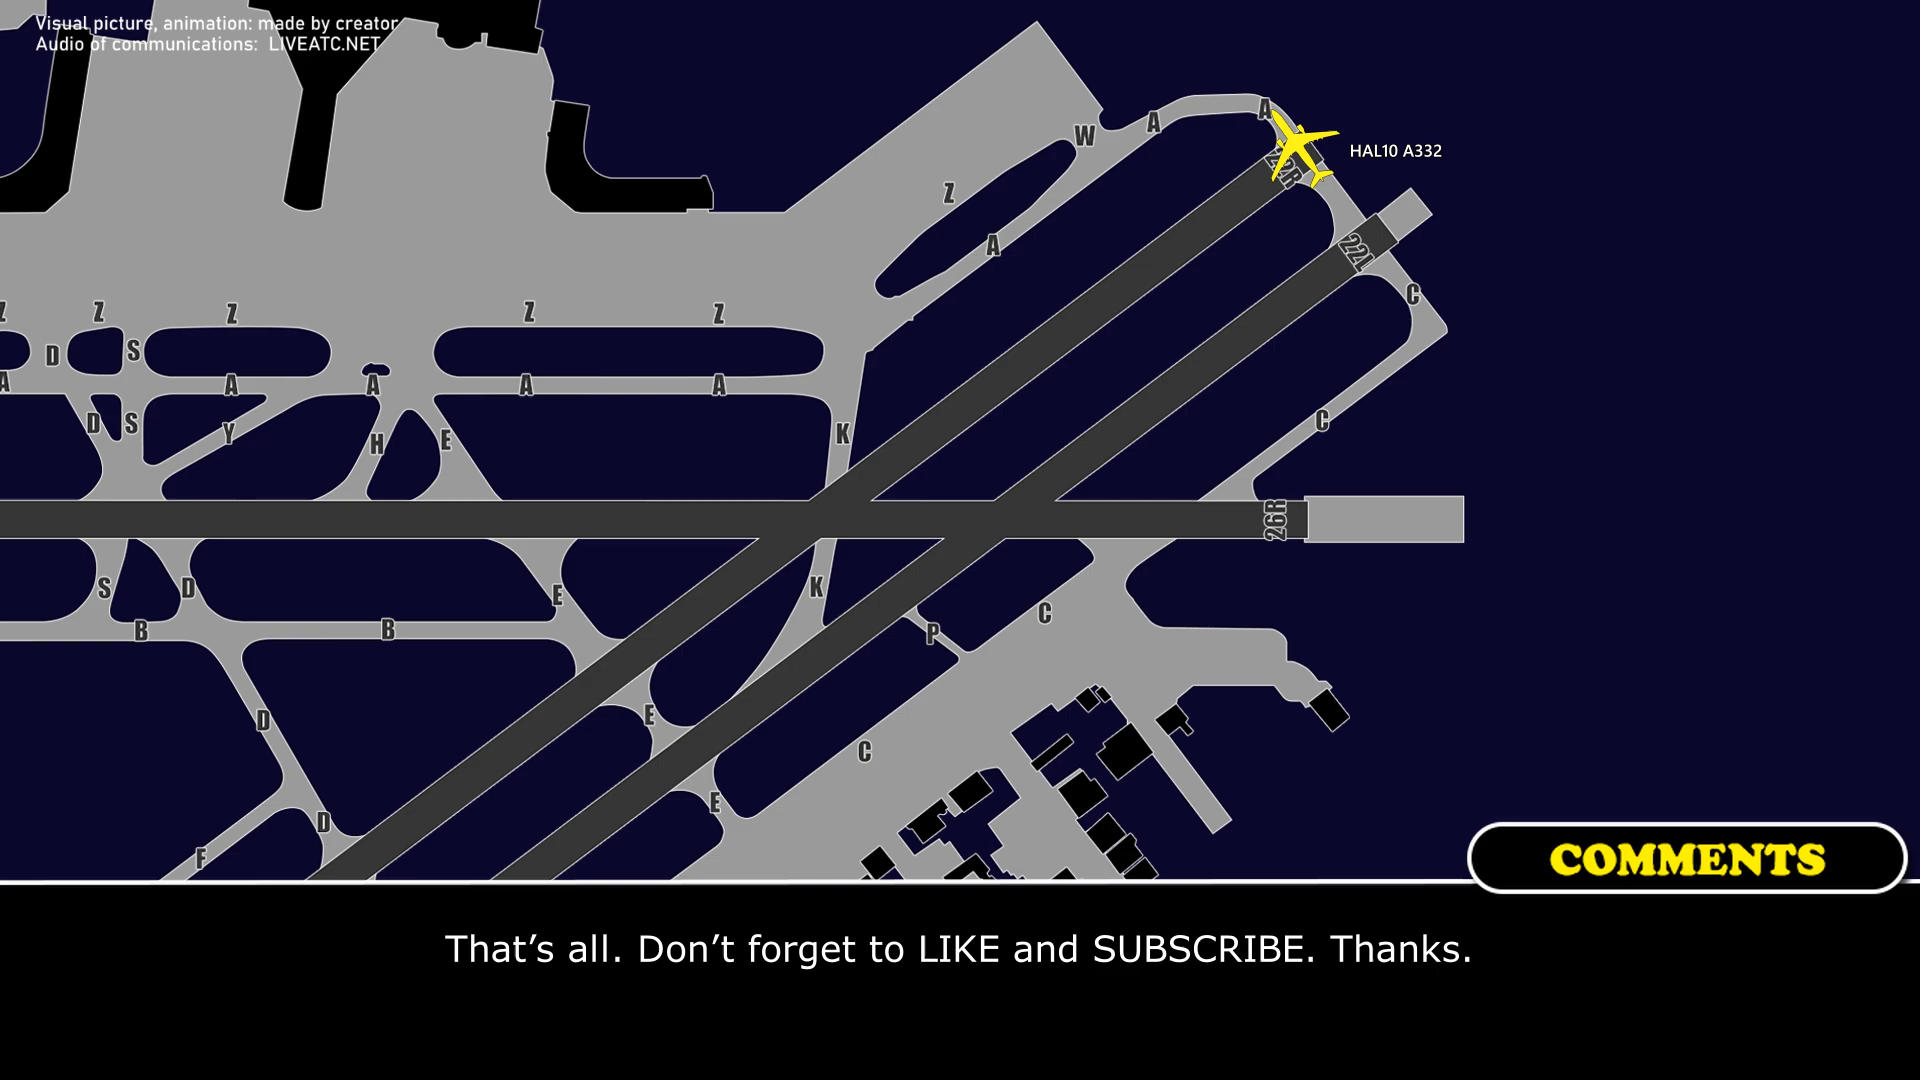 Visual picture, animation: made by creator
Audio of communications: LIVEATC.NET
A
A
W
HAL10 A332
22R
Z
A
22L
C
Z
Z
Z
Z
Z
D
S
A
A
A
A
A
D
S
Y
H
E
K
C
26R
S
D
E
K
B
B
P
C
D
E
C
E
D
F
COMMENTS
That's all. Don't forget to LIKE and SUBSCRIBE. Thanks.